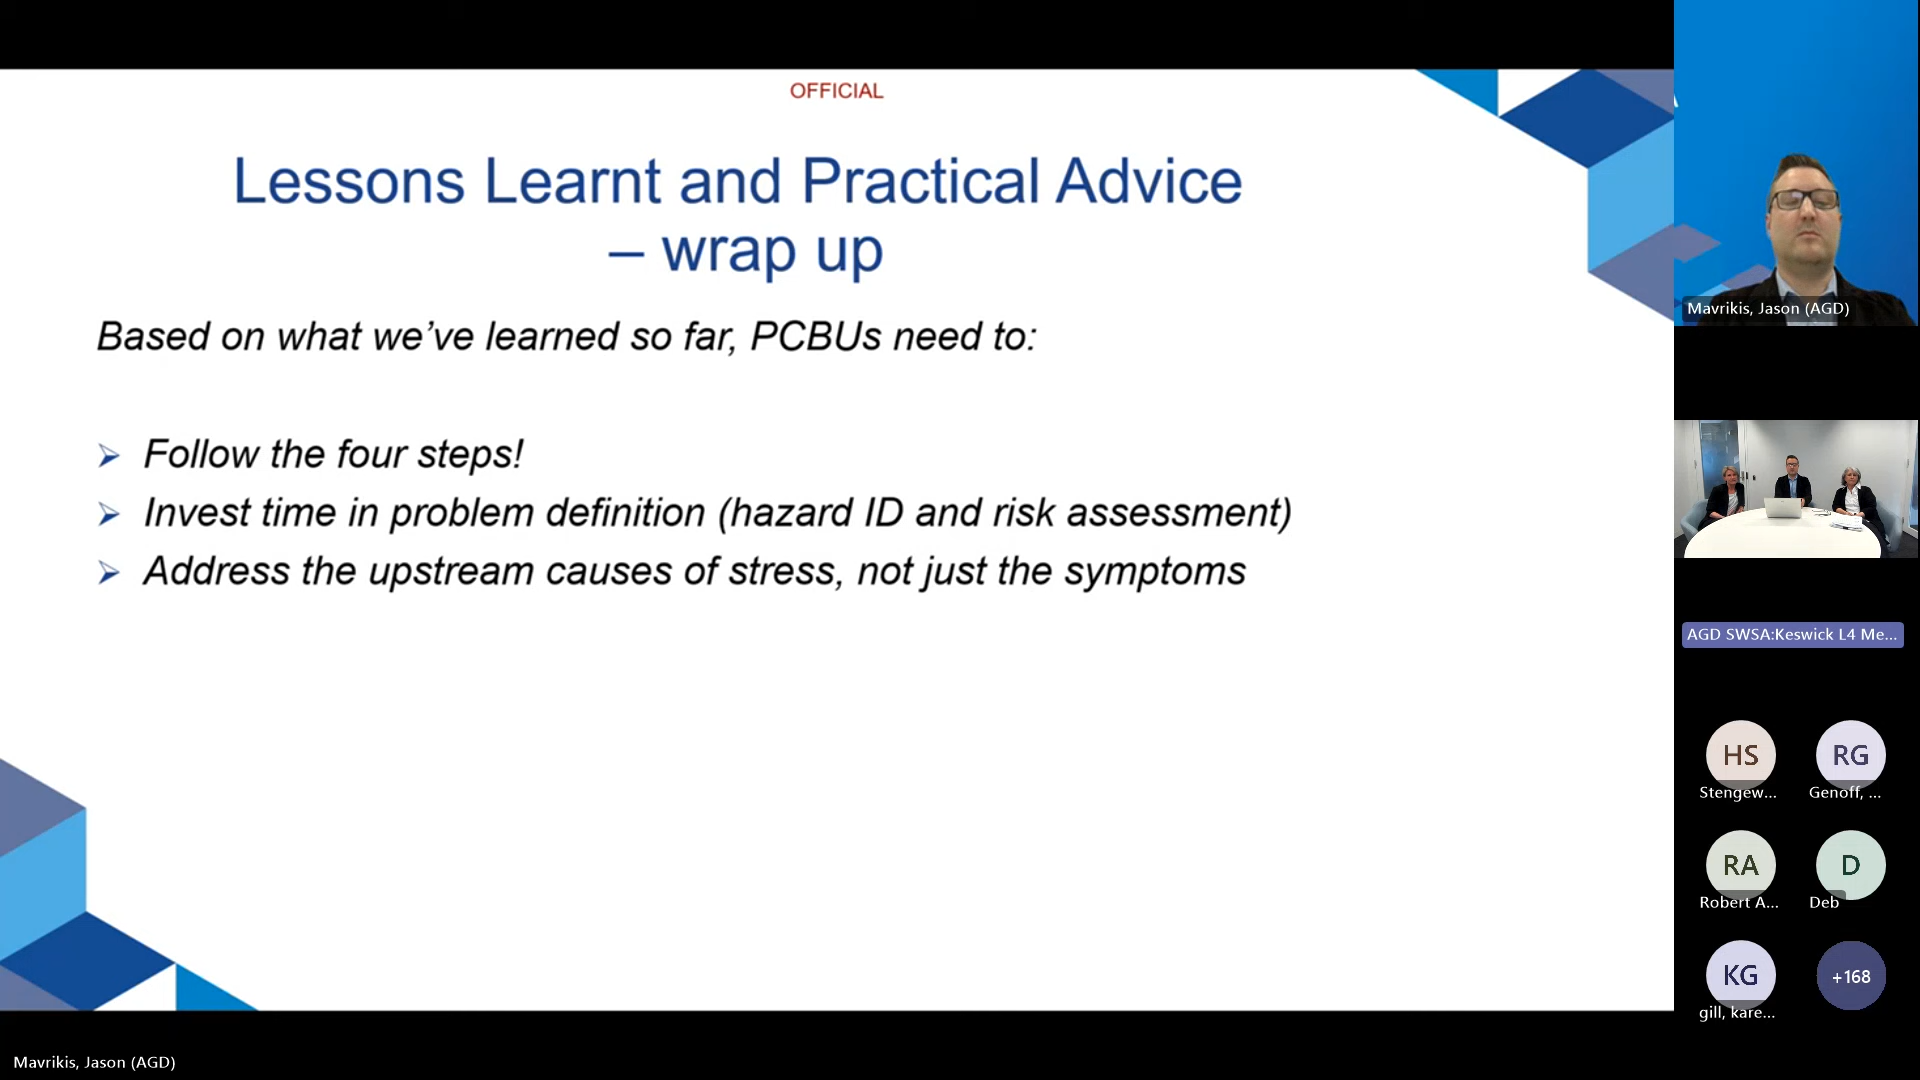 OFFICIAL
Lessons Learnt and Practical Advice
– wrap up
Based on what we’ve learned so far, PCBUs need to:
Follow the four steps!
Invest time in problem definition (hazard ID and risk assessment)
Address the upstream causes of stress, not just the symptoms
Mavrikis, Jason (AGD)
AGD SWSA:Keswick L4 Me...
HS
Stengew...
RG
Genoff, ...
RA
Robert A...
D
Deb
KG
gill, kare...
+168
Mavrikis, Jason (AGD)